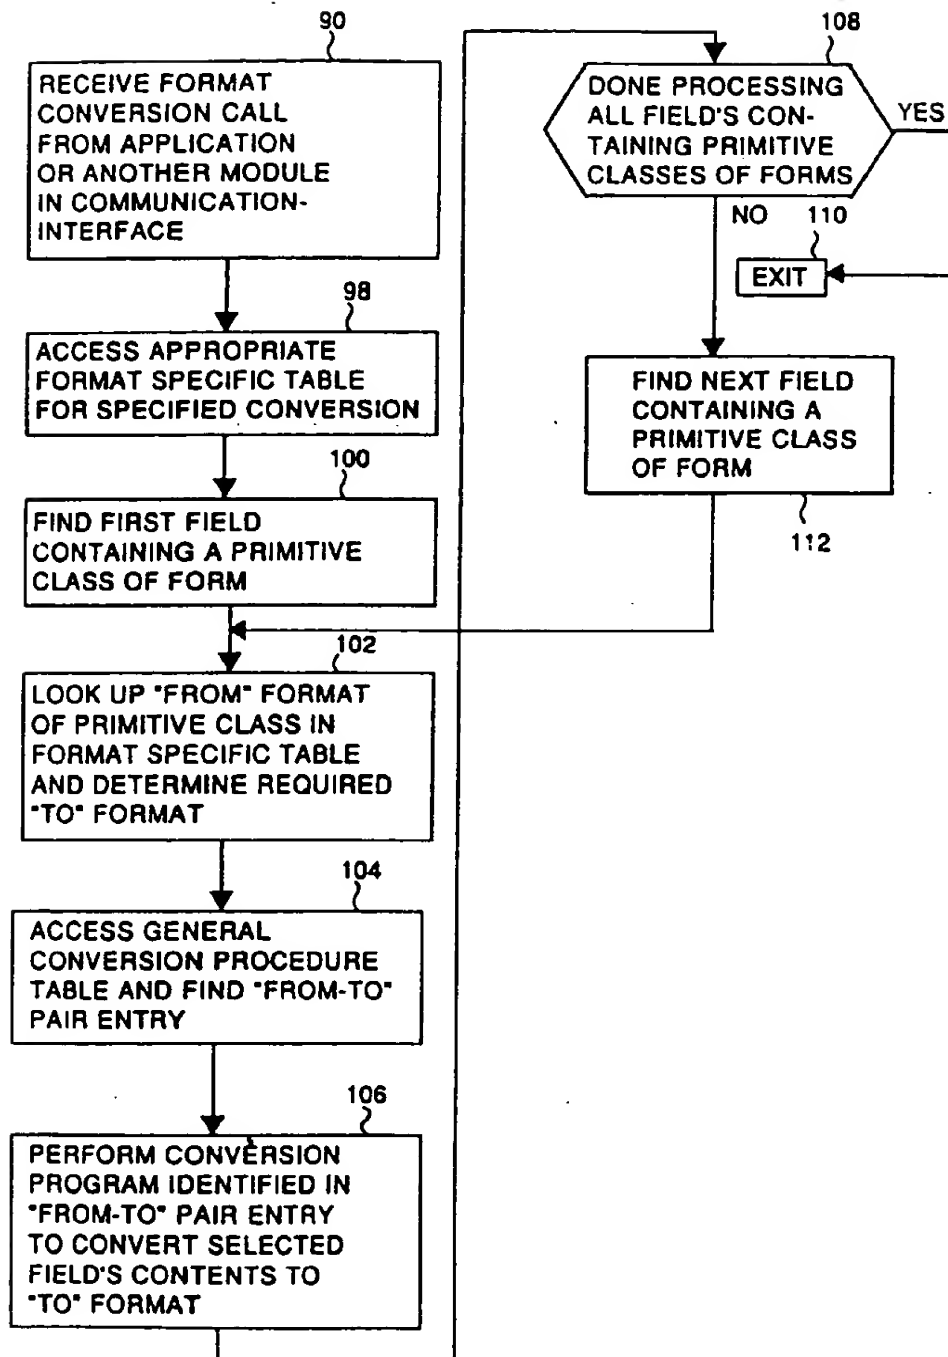 90
RECEIVE FORMAT
CONVERSION CALL
FROM APPLICATION
OR ANOTHER MODULE
IN COMMUNICATION-
INTERFACE
98
ACCESS APPROPRIATE
FORMAT SPECIFIC TABLE
FOR SPECIFIED CONVERSION
100
FIND FIRST FIELD
CONTAINING A PRIMITIVE
CLASS OF FORM
102
LOOK UP "FROM" FORMAT
OF PRIMITIVE CLASS IN
FORMAT SPECIFIC TABLE
AND DETERMINE REQUIRED
"TO" FORMAT
104
ACCESS GENERAL
CONVERSION PROCEDURE
TABLE AND FIND "FROM-TO"
PAIR ENTRY
106
PERFORM CONVERSION
PROGRAM IDENTIFIED IN
"FROM-TO" PAIR ENTRY
TO CONVERT SELECTED
FIELD'S CONTENTS TO
"TO" FORMAT
108
DONE PROCESSING
ALL FIELD'S CON-
TAINING PRIMITIVE
CLASSES OF FORMS
YES
NO
110
EXIT
FIND NEXT FIELD
CONTAINING A
PRIMITIVE CLASS
OF FORM
112